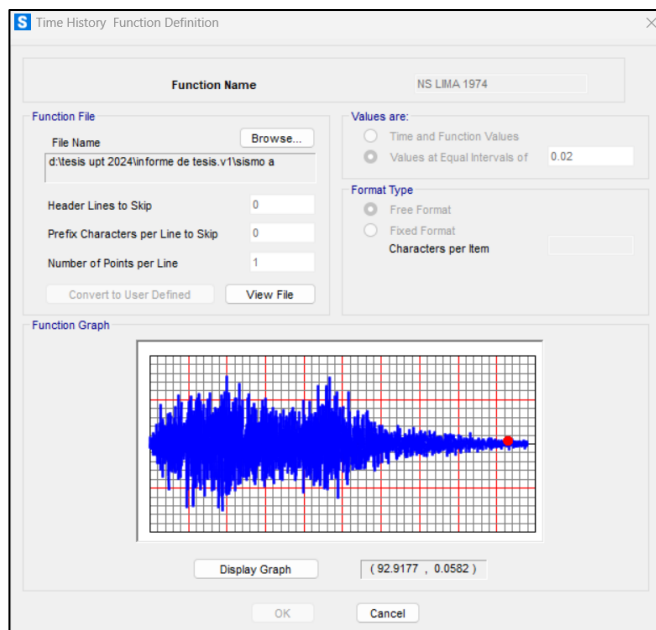 S Time History Function Definition
Function Name NS LIMA 1974
Function File
File Name Browse...
d:\tesis upt 2024\informe de tesis.v1\sismo a
Header Lines to Skip 0
Prefix Characters per Line to Skip 0
Number of Points per Line 1
Convert to User Defined View File
Values are:
Time and Function Values
Values at Equal Intervals of 0.02
Format Type
Free Format
Fixed Format
Characters per Item
Function Graph
Display Graph ( 92.9177 , 0.0582 )
OK Cancel